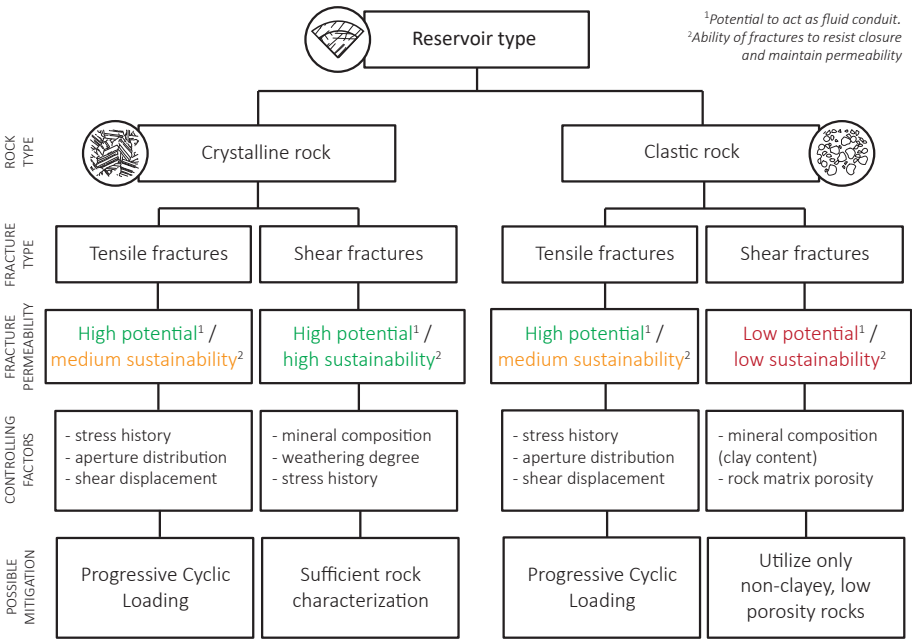 Reservoir type
¹Potential to act as fluid conduit.
²Ability of fractures to resist closure
and maintain permeability
ROCK
TYPE
Crystalline rock
Clastic rock
FRACTURE
TYPE
Tensile fractures
Shear fractures
Tensile fractures
Shear fractures
FRACTURE
PERMEABILITY
High potential¹ /
medium sustainability²
High potential¹ /
high sustainability²
High potential¹ /
medium sustainability²
Low potential¹ /
low sustainability²
CONTROLLING
FACTORS
- stress history
- aperture distribution
- shear displacement
- mineral composition
- weathering degree
- stress history
- stress history
- aperture distribution
- shear displacement
- mineral composition
(clay content)
- rock matrix porosity
POSSIBLE
MITIGATION
Progressive Cyclic
Loading
Sufficient rock
characterization
Progressive Cyclic
Loading
Utilize only
non-clayey, low
porosity rocks